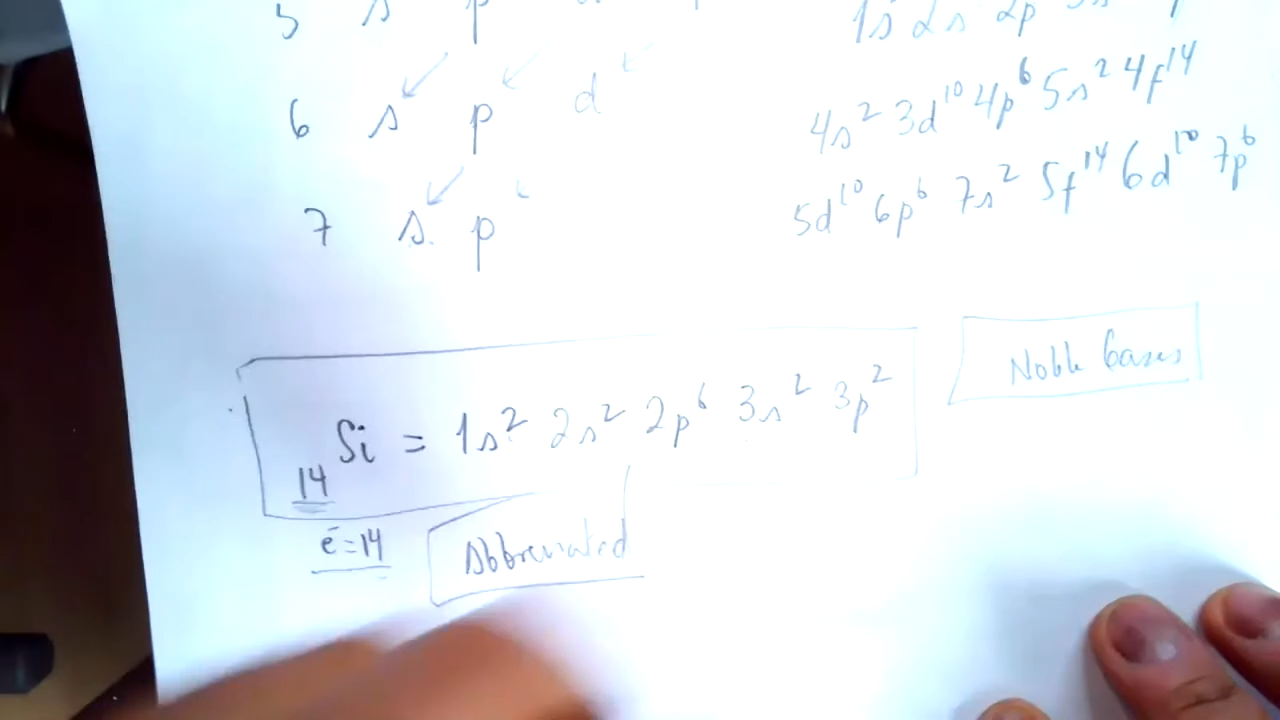 6 s p d
7 s p
1s 2s 2p
4s² 3d¹⁰ 4p⁶ 5s² 4f¹⁴
5d¹⁰ 6p⁶ 7s² 5f¹⁴ 6d¹⁰ 7p⁶
Noble Gases
₁₄Si = 1s² 2s² 2p⁶ 3s² 3p²
e⁻=14
Abbreviated